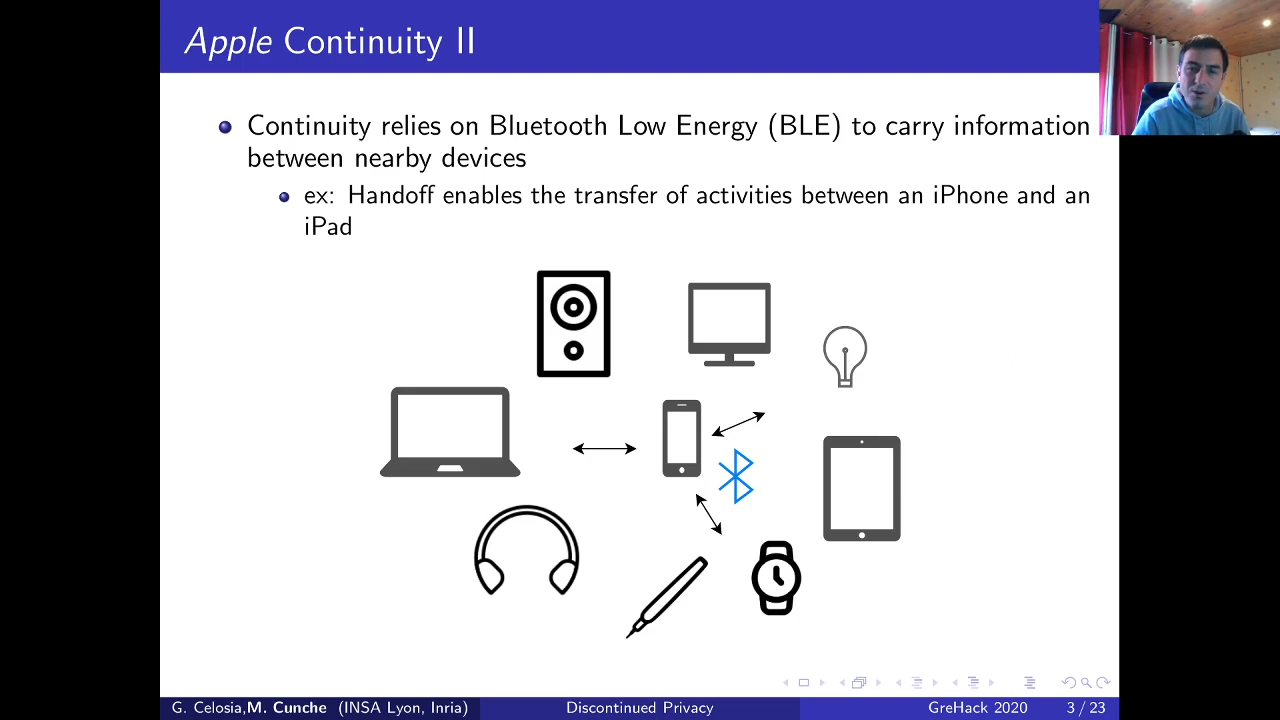 Apple Continuity II
Continuity relies on Bluetooth Low Energy (BLE) to carry information
between nearby devices
ex: Handoff enables the transfer of activities between an iPhone and an
iPad
G. Celosia,M. Cunche (INSA Lyon, Inria)
Discontinued Privacy
GreHack 2020
3 / 23